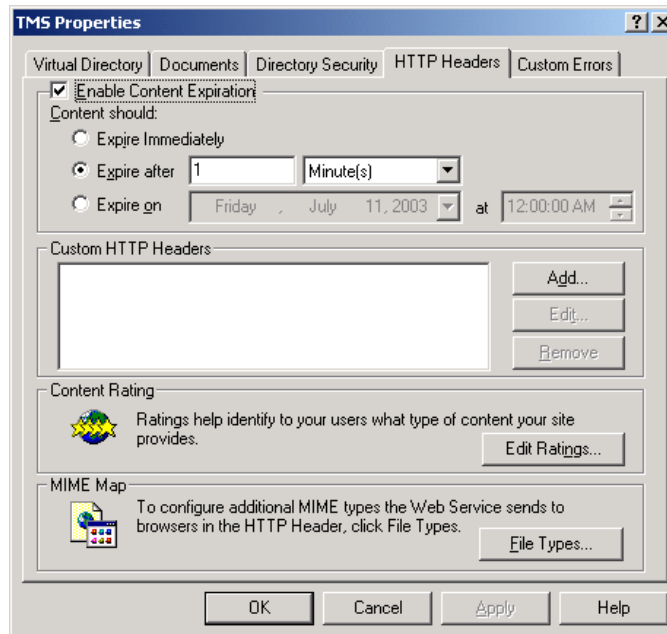 TMS Properties
Virtual Directory
Documents
Directory Security
HTTP Headers
Custom Errors
Enable Content Expiration
Content should:
Expire Immediately
Expire after 1 Minute(s)
Expire on Friday , July 11, 2003 at 12:00:00 AM
Custom HTTP Headers
Add...
Edit...
Remove
Content Rating
Ratings help identify to your users what type of content your site
provides.
Edit Ratings...
MIME Map
To configure additional MIME types the Web Service sends to
browsers in the HTTP Header, click File Types.
File Types...
OK Cancel Apply Help